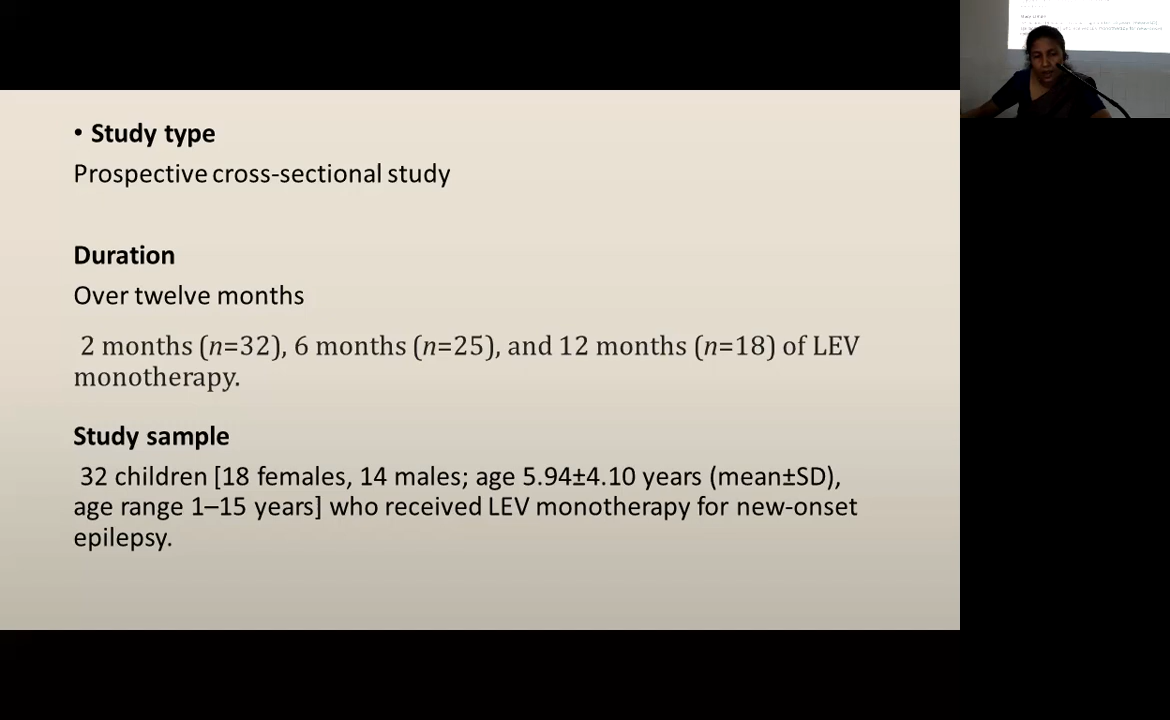 • Study type
Prospective cross-sectional study
Duration
Over twelve months
2 months (n=32), 6 months (n=25), and 12 months (n=18) of LEV
monotherapy.
Study sample
32 children [18 females, 14 males; age 5.94±4.10 years (mean±SD),
age range 1–15 years] who received LEV monotherapy for new-onset
epilepsy.